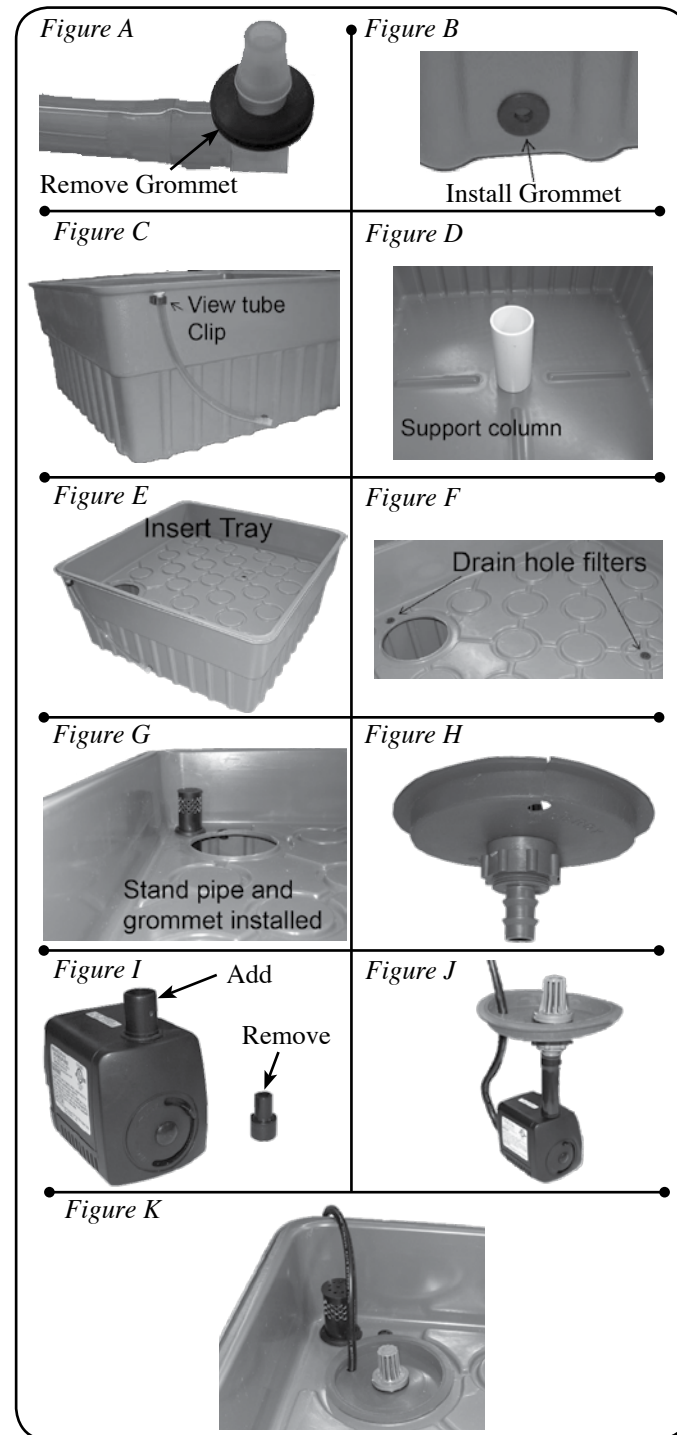 Figure A
Remove Grommet
Figure B
Install Grommet
Figure C
View tube
Clip
Figure D
Support column
Figure E
Insert Tray
Figure F
Drain hole filters
Figure G
Stand pipe and
grommet installed
Figure H
Figure I
Add
Remove
Figure J
Figure K